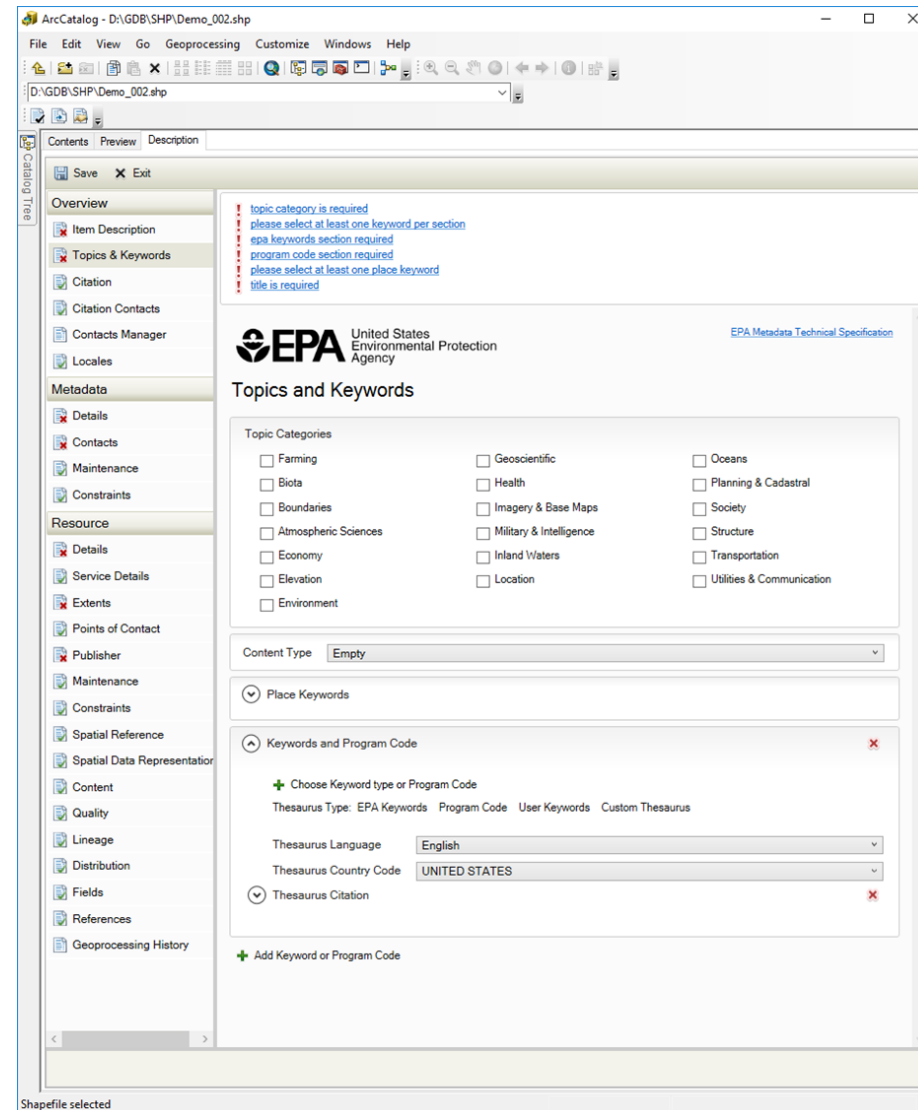 ArcCatalog - D:\GDB\SHP\Demo_002.shp
File Edit View Go Geoprocessing Customize Windows Help
D:\GDB\SHP\Demo_002.shp
Catalog Tree
Contents Preview Description
Save Exit
Overview
Item Description
Topics & Keywords
Citation
Citation Contacts
Contacts Manager
Locales
Metadata
Details
Contacts
Maintenance
Constraints
Resource
Details
Service Details
Extents
Points of Contact
Publisher
Maintenance
Constraints
Spatial Reference
Spatial Data Representation
Content
Quality
Lineage
Distribution
Fields
References
Geoprocessing History
topic category is required
please select at least one keyword per section
epa keywords section required
program code section required
please select at least one place keyword
title is required
EPA United States
Environmental Protection
Agency
EPA Metadata Technical Specification
Topics and Keywords
Topic Categories
Farming Geoscientific Oceans
Biota Health Planning & Cadastral
Boundaries Imagery & Base Maps Society
Atmospheric Sciences Military & Intelligence Structure
Economy Inland Waters Transportation
Elevation Location Utilities & Communication
Environment
Content Type Empty
Place Keywords
Keywords and Program Code
Choose Keyword type or Program Code
Thesaurus Type: EPA Keywords Program Code User Keywords Custom Thesaurus
Thesaurus Language English
Thesaurus Country Code UNITED STATES
Thesaurus Citation
Add Keyword or Program Code
Shapefile selected